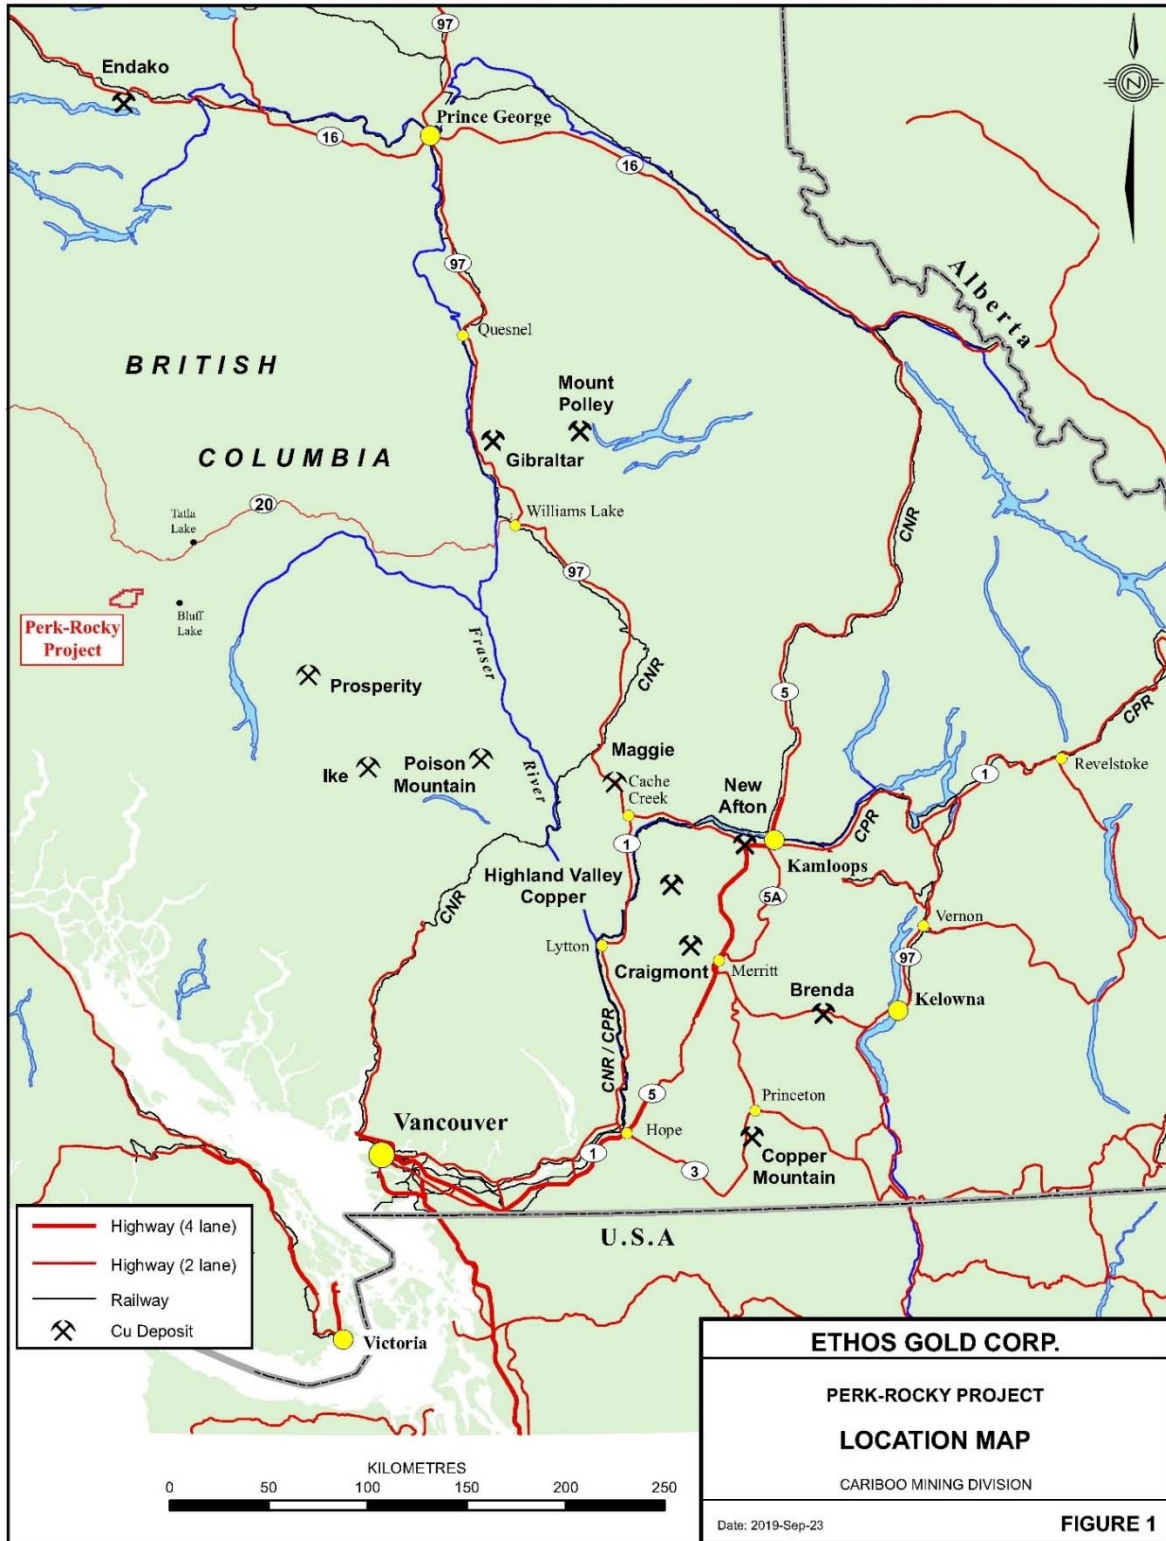 97
Endako
Prince George
16
16
N
97
Alberta
Quesnel
BRITISH
Mount
Polley
COLUMBIA
Gibraltar
20
Tatla
Lake
Williams Lake
CNR
97
Bluff
Lake
Perk-Rocky
Project
Fraser
CNR
Prosperity
5
CPR
Maggie
Ike
Poison
Mountain
River
Cache
Creek
New
Afton
1
Revelstoke
1
CPR
Kamloops
Highland Valley
Copper
5A
CNR
Vernon
Lytton
Craigmont
Merritt
97
Brenda
Kelowna
CNR / CPR
5
Princeton
Vancouver
Hope
1
3
Copper
Mountain
U.S.A
Highway (4 lane)
Highway (2 lane)
Railway
Cu Deposit
Victoria
KILOMETRES
0 50 100 150 200 250
ETHOS GOLD CORP.
PERK-ROCKY PROJECT
LOCATION MAP
CARIBOO MINING DIVISION
Date: 2019-Sep-23
FIGURE 1